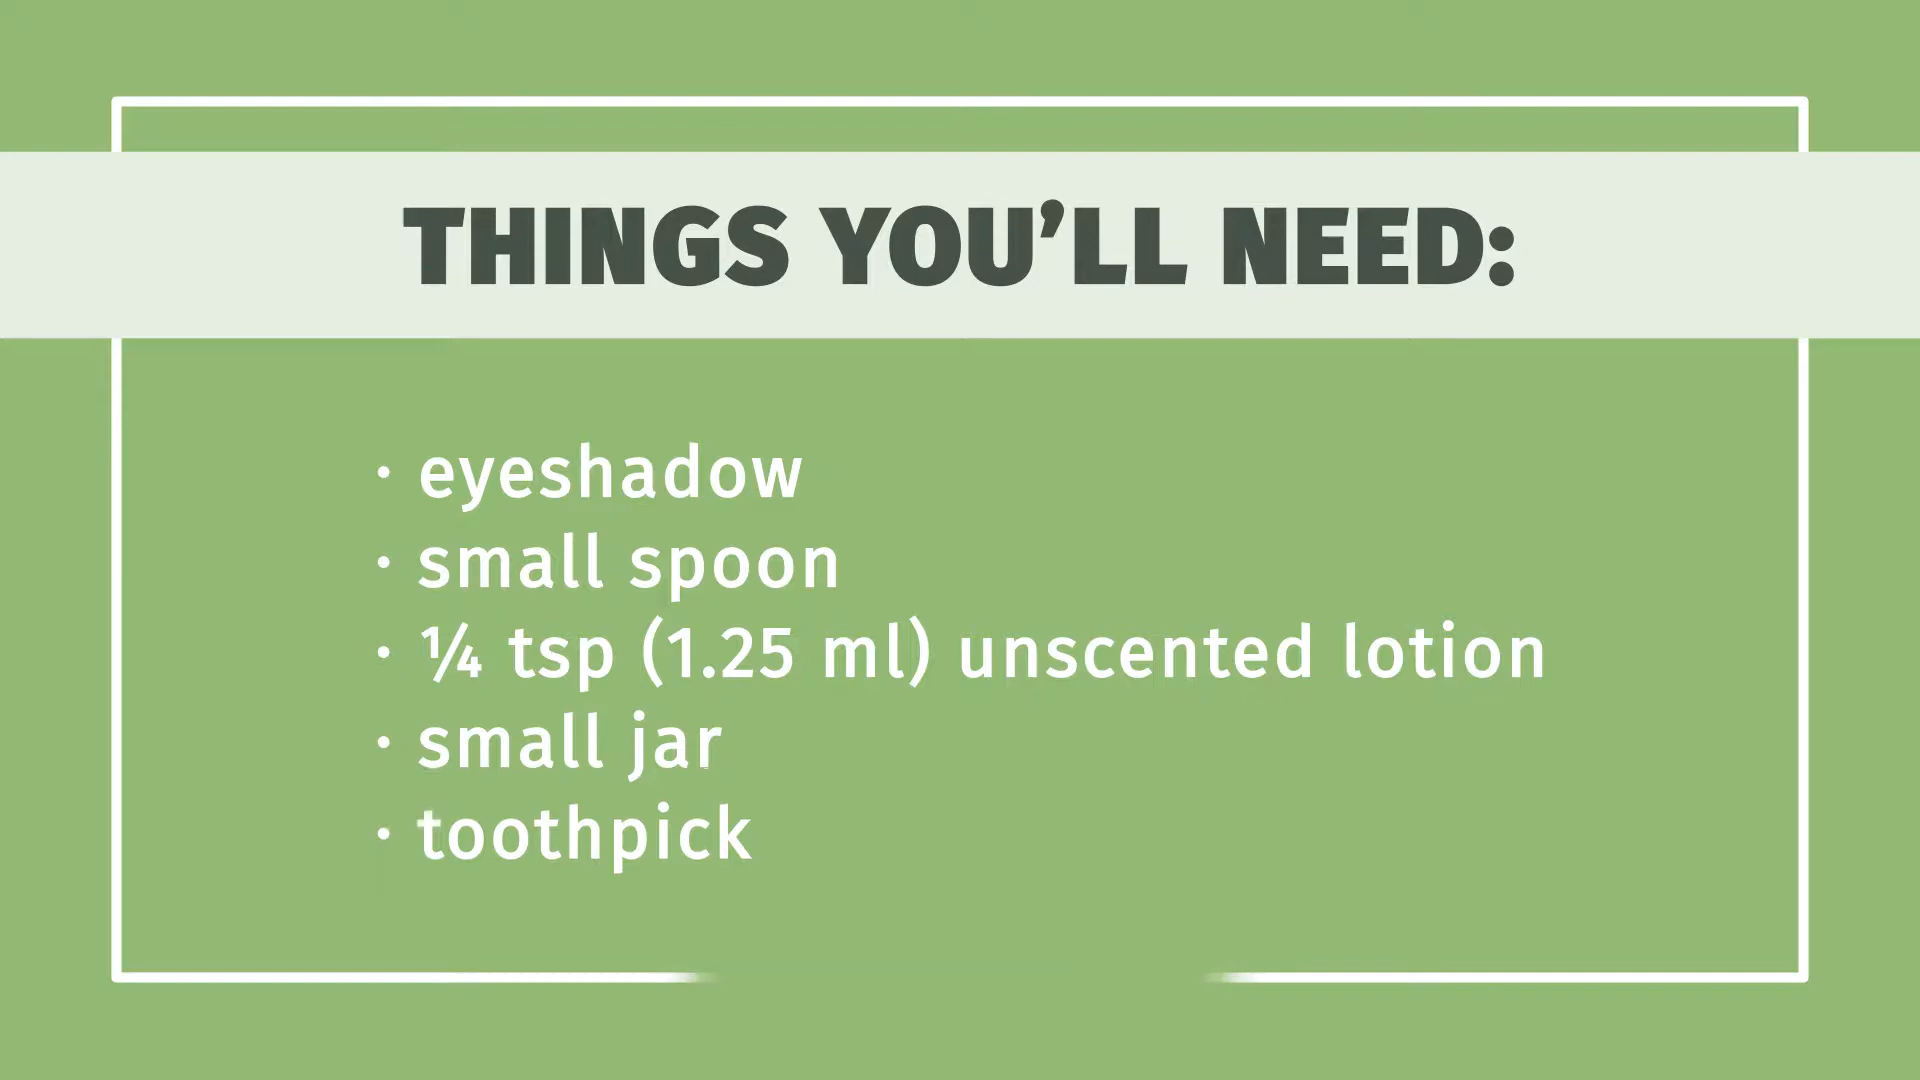 THINGS YOU’LL NEED:
· eyeshadow
· small spoon
· ¼ tsp (1.25 ml) unscented lotion
· small jar
· toothpick